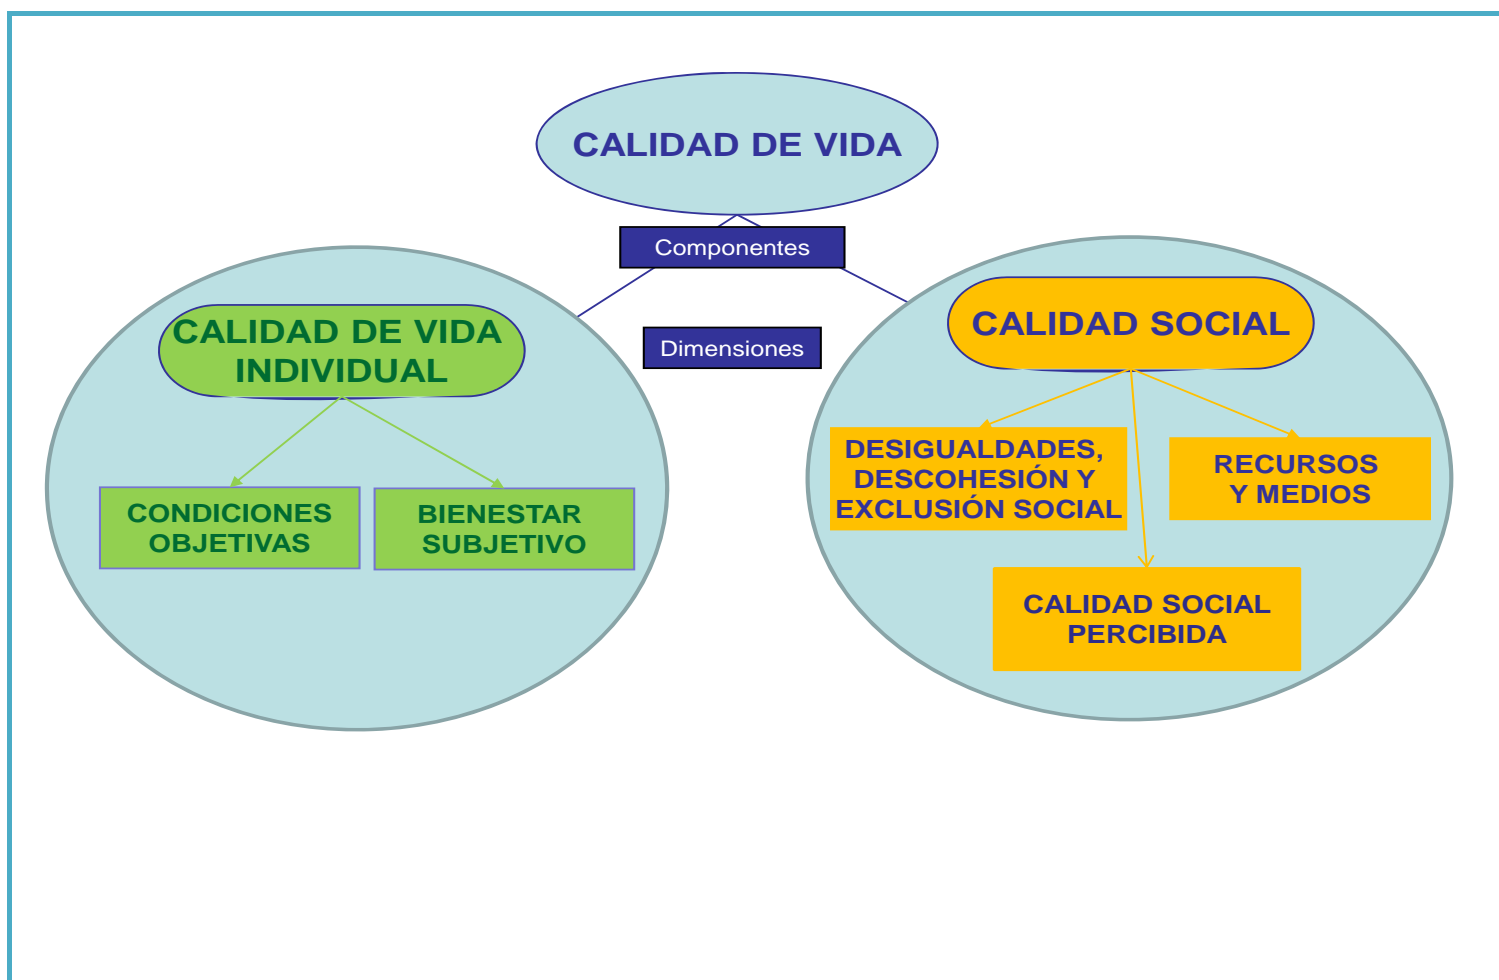 CALIDAD DE VIDA
Componentes
Dimensiones
CALIDAD DE VIDA
INDIVIDUAL
CONDICIONES
OBJETIVAS
BIENESTAR
SUBJETIVO
CALIDAD SOCIAL
DESIGUALDADES,
DESCOHESIÓN Y
EXCLUSIÓN SOCIAL
RECURSOS
Y MEDIOS
CALIDAD SOCIAL
PERCIBIDA